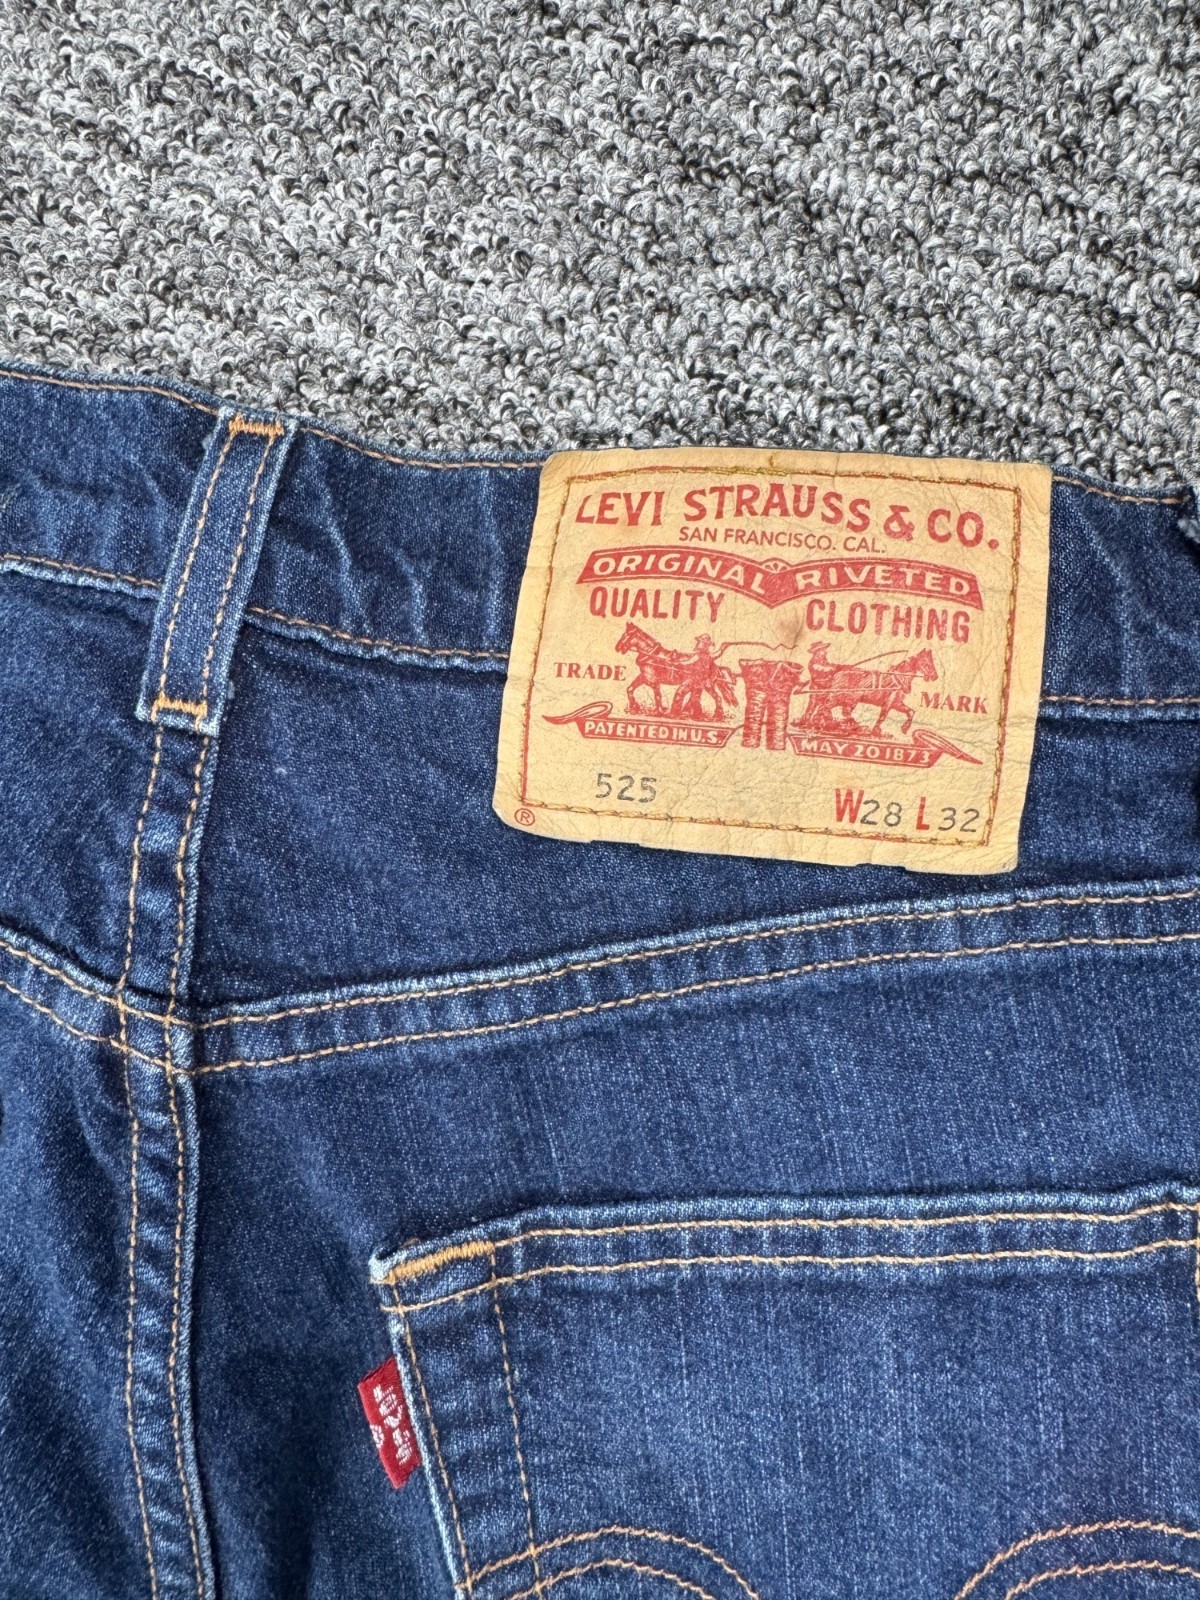 LEVI STRAUSS & CO.
SAN FRANCISCO. CAL.
ORIGINAL RIVETED
QUALITY CLOTHING
TRADE MARK
PATENTED IN U.S MAY 20 1873
525
W28 L32
®
LEVI'S
®